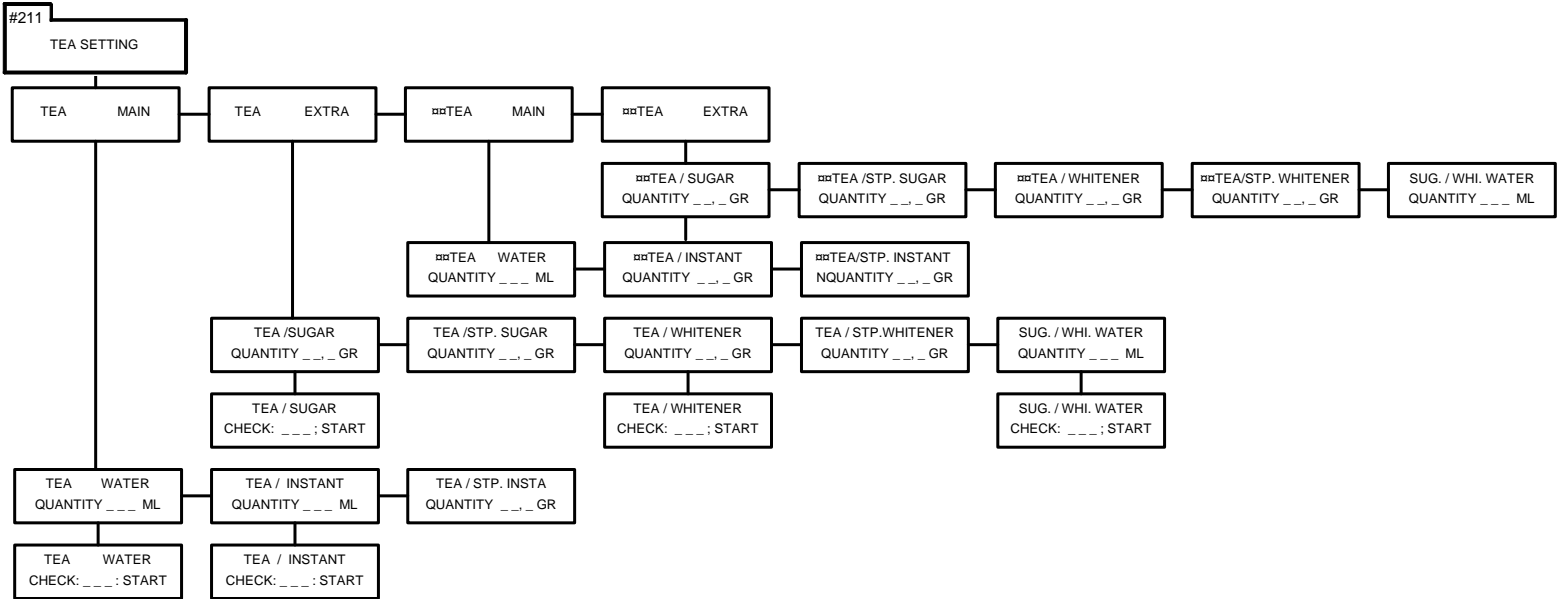 #211
TEA SETTING
TEA MAIN
TEA EXTRA
¤¤TEA MAIN
¤¤TEA EXTRA
¤¤TEA / SUGAR
QUANTITY _ _, _ GR
¤¤TEA /STP. SUGAR
QUANTITY _ _, _ GR
¤¤TEA / WHITENER
QUANTITY _ _, _ GR
¤¤TEA/STP. WHITENER
QUANTITY _ _, _ GR
SUG. / WHI. WATER
QUANTITY _ _ _ ML
¤¤TEA WATER
QUANTITY _ _ _ ML
¤¤TEA / INSTANT
QUANTITY _ _, _ GR
¤¤TEA/STP. INSTANT
NQUANTITY _ _, _ GR
TEA /SUGAR
QUANTITY _ _, _ GR
TEA /STP. SUGAR
QUANTITY _ _, _ GR
TEA / WHITENER
QUANTITY _ _, _ GR
TEA / STP.WHITENER
QUANTITY _ _, _ GR
SUG. / WHI. WATER
QUANTITY _ _ _ ML
TEA / SUGAR
CHECK: _ _ _ ; START
TEA / WHITENER
CHECK: _ _ _ ; START
SUG. / WHI. WATER
CHECK: _ _ _ ; START
TEA WATER
QUANTITY _ _ _ ML
TEA / INSTANT
QUANTITY _ _ _ ML
TEA / STP. INSTA
QUANTITY _ _, _ GR
TEA WATER
CHECK: _ _ _ : START
TEA / INSTANT
CHECK: _ _ _ : START